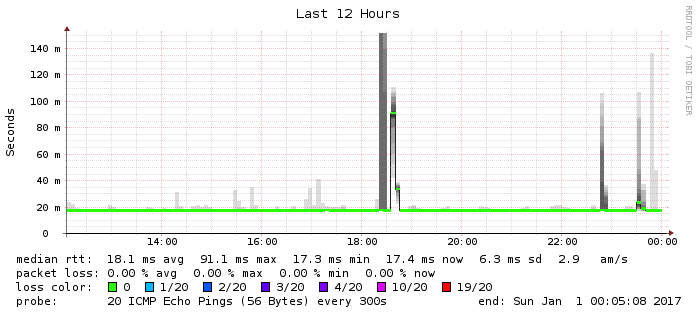 Last 12 Hours
RRDTOOL / TOBI OETIKER
Seconds
140 m
120 m
100 m
80 m
60 m
40 m
20 m
0
14:00 16:00 18:00 20:00 22:00 00:00
median rtt: 18.1 ms avg 91.1 ms max 17.3 ms min 17.4 ms now 6.3 ms sd 2.9 am/s
packet loss: 0.00 % avg 0.00 % max 0.00 % min 0.00 % now
loss color: 0 1/20 2/20 3/20 4/20 10/20 19/20
probe: 20 ICMP Echo Pings (56 Bytes) every 300s end: Sun Jan 1 00:05:08 2017